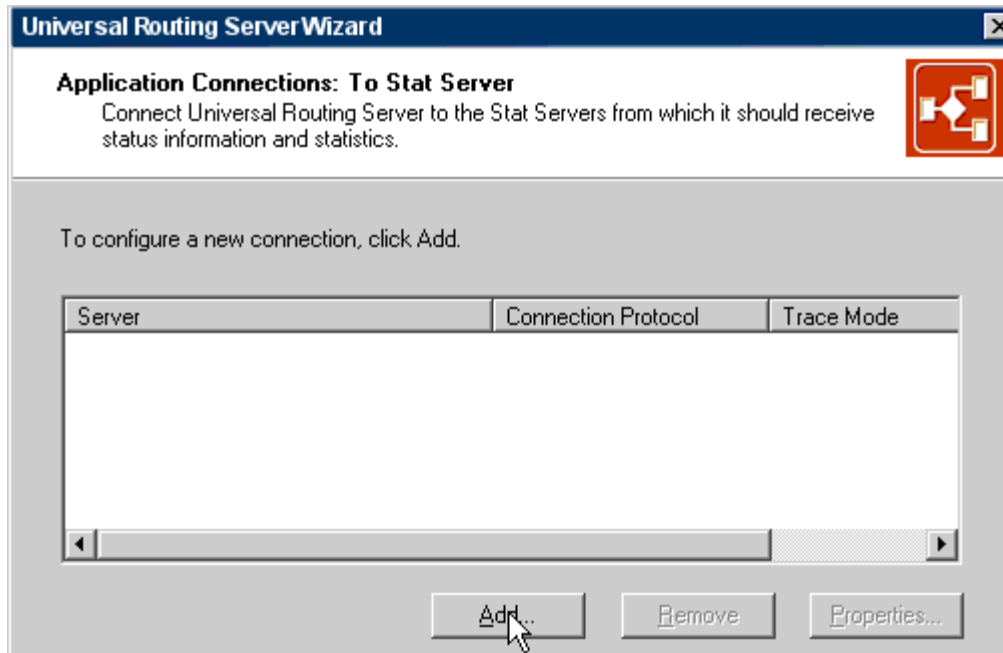 Universal Routing Server Wizard
Application Connections: To Stat Server
Connect Universal Routing Server to the Stat Servers from which it should receive
status information and statistics.
To configure a new connection, click Add.
Server Connection Protocol Trace Mode
Add... Remove Properties...